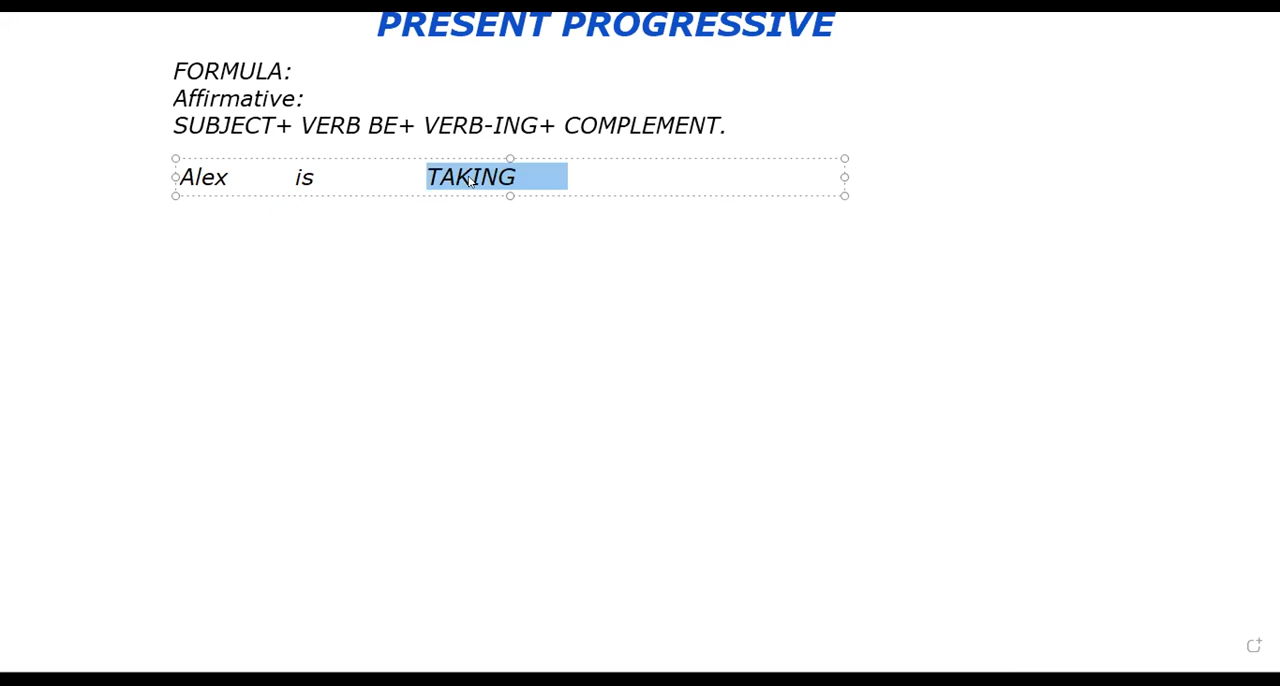 PRESENT PROGRESSIVE
FORMULA:
Affirmative:
SUBJECT+ VERB BE+ VERB-ING+ COMPLEMENT.
Alex is TAKING